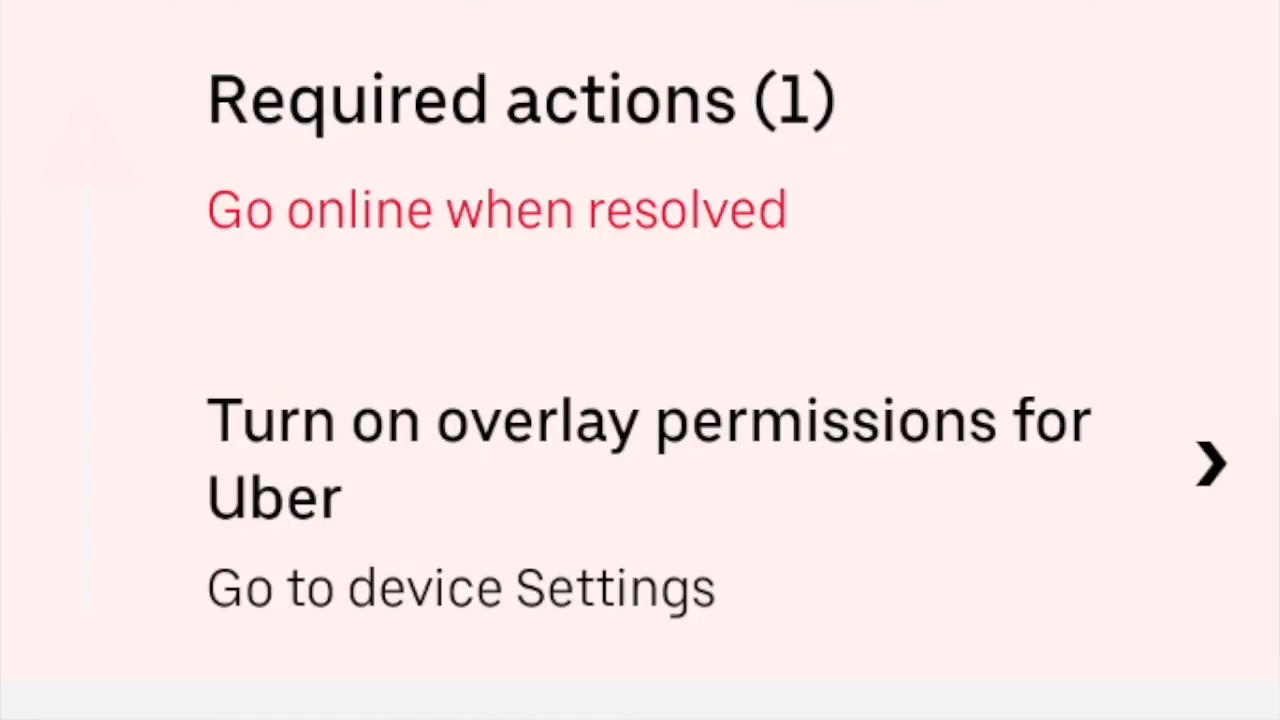 Required actions (1)
Go online when resolved
Turn on overlay permissions for
Uber
Go to device Settings